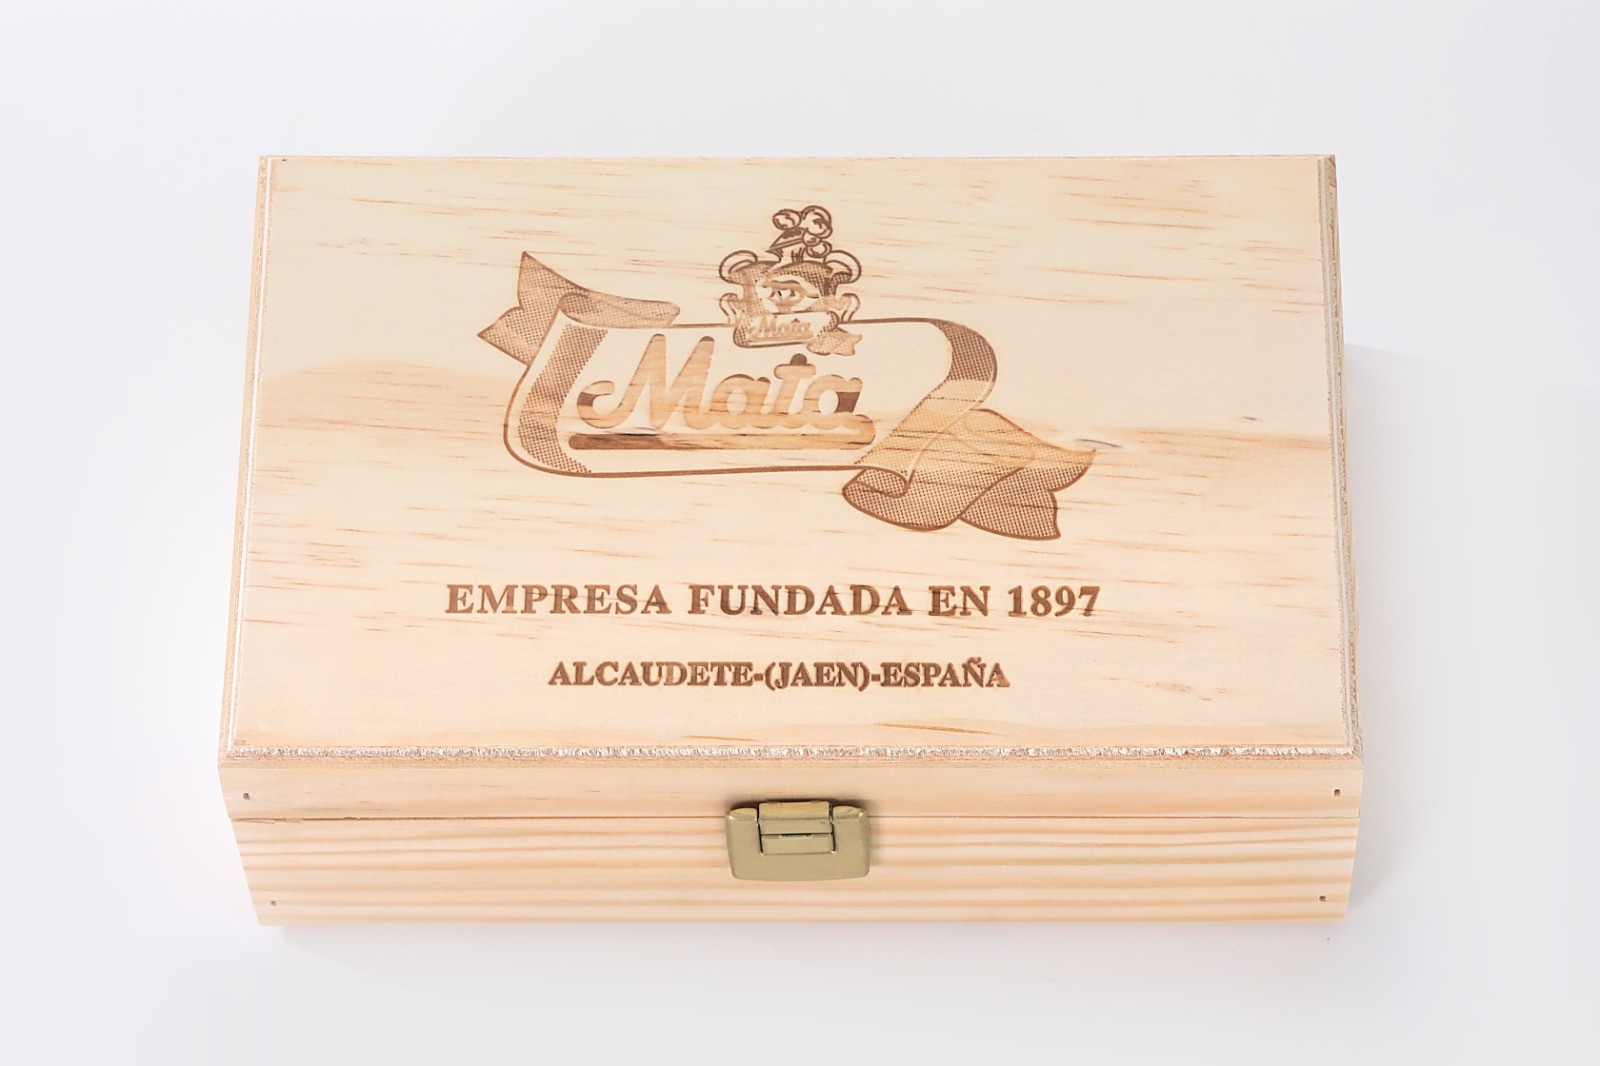 Mata
Mata
EMPRESA FUNDADA EN 1897
ALCAUDETE-(JAEN)-ESPAÑA